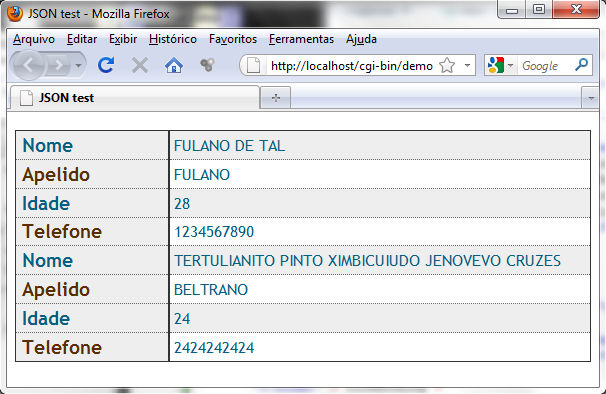 JSON test - Mozilla Firefox
Arquivo Editar Exibir Histórico Favoritos Ferramentas Ajuda
http://localhost/cgi-bin/demo Google
JSON test
Nome FULANO DE TAL
Apelido FULANO
Idade 28
Telefone 1234567890
Nome TERTULIANITO PINTO XIMBICUIUDO JENOVEVO CRUZES
Apelido BELTRANO
Idade 24
Telefone 2424242424